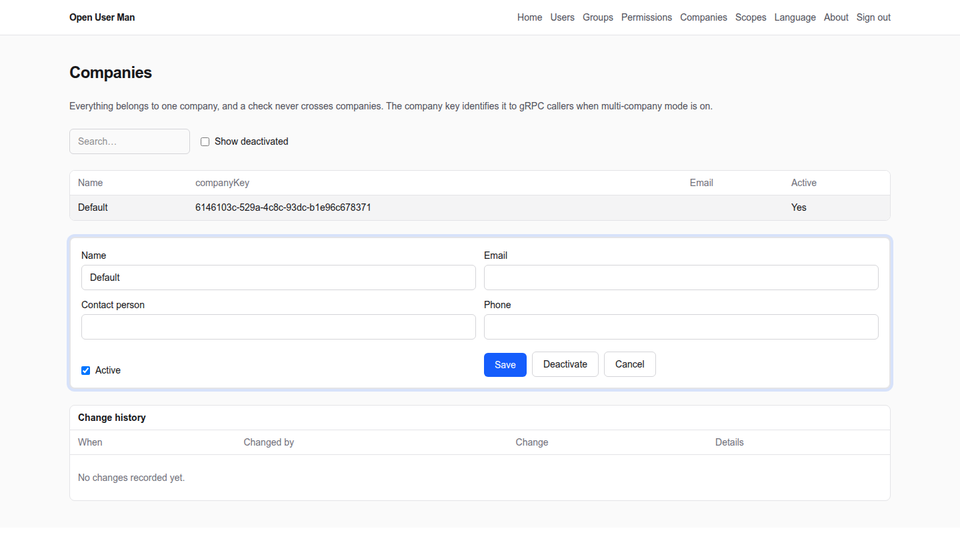 Open User Man Home Users Groups Permissions Companies Scopes Language About Sign out
Companies
Everything belongs to one company, and a check never crosses companies. The company key identifies it to gRPC callers when multi-company mode is on.
Search… Show deactivated
Name companyKey Email Active
Default 6146103c-529a-4c8c-93dc-b1e96c678371 Yes
Name Email
Default
Contact person Phone
Active Save Deactivate Cancel
Change history
When Changed by Change Details
No changes recorded yet.